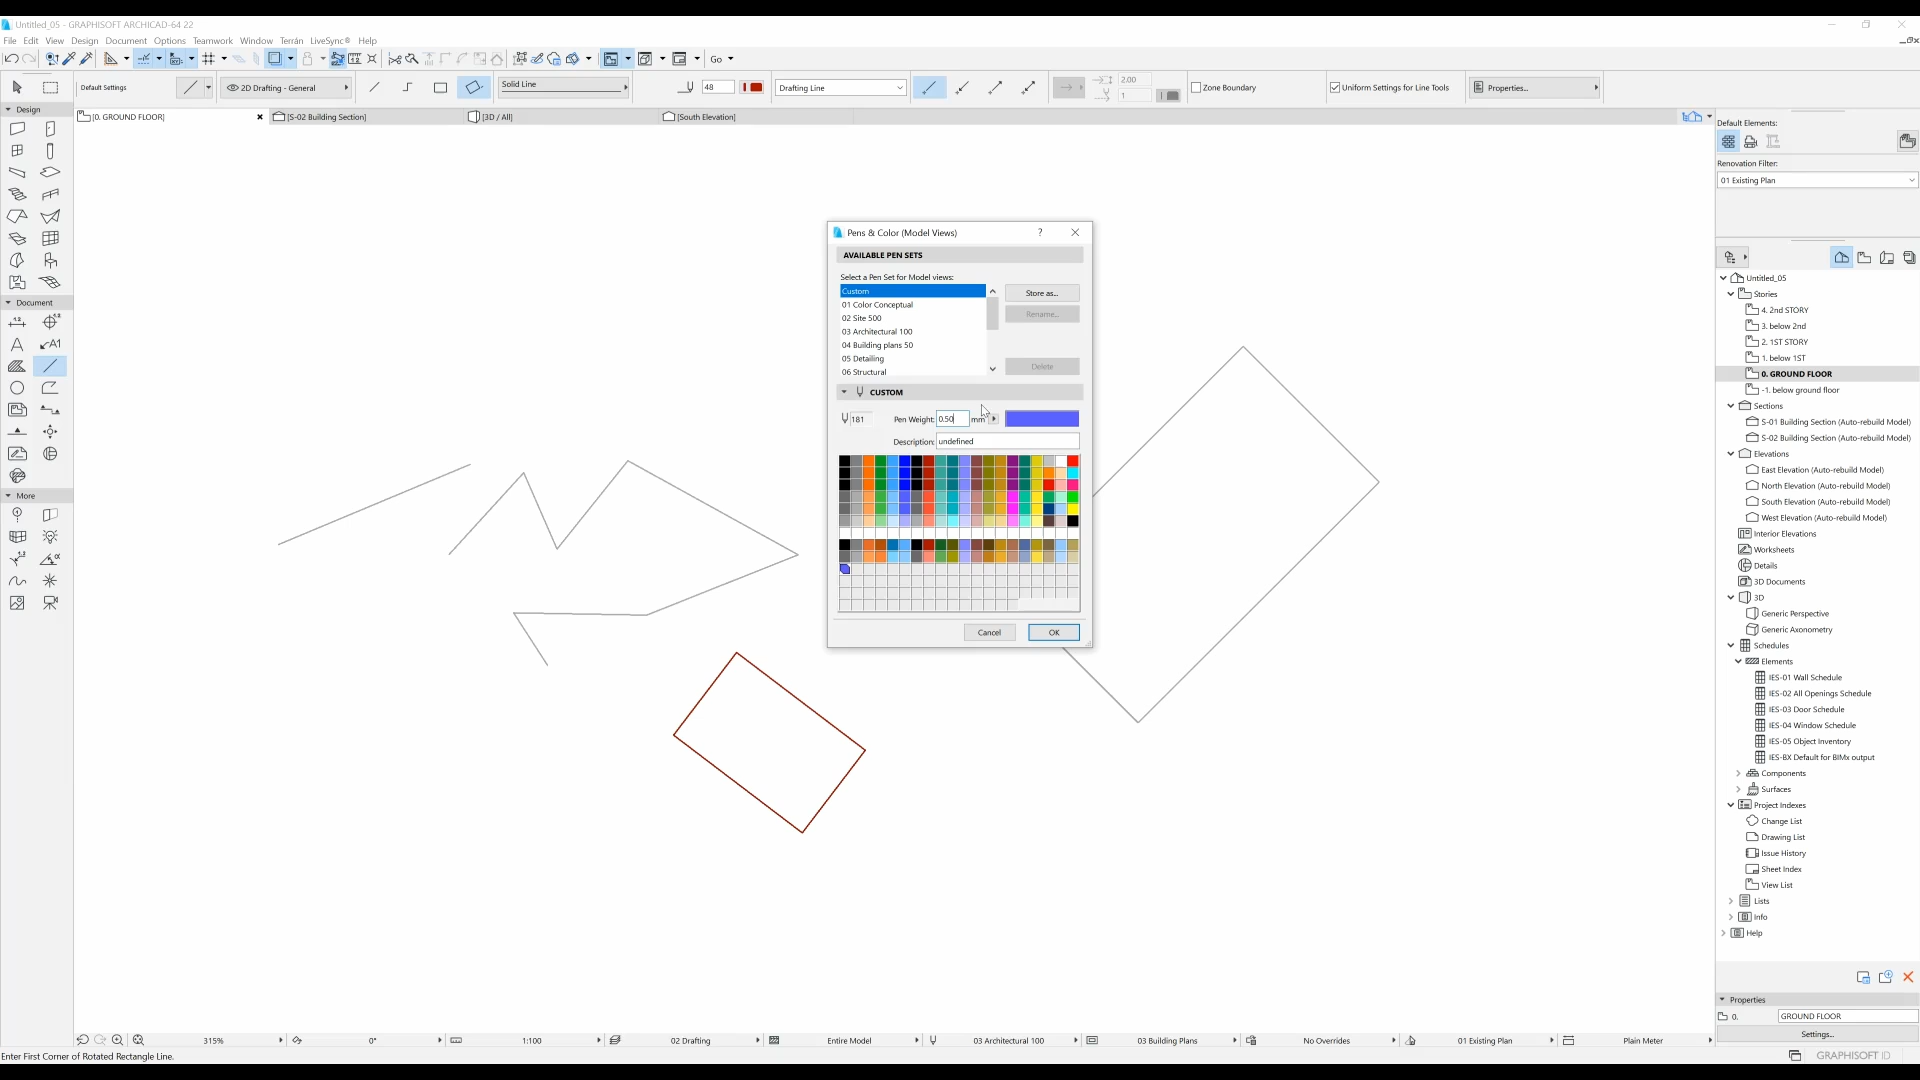 Untitled_05 - GRAPHISOFT ARCHICAD-64 22
File Edit View Design Document Options Teamwork Window Terrán LiveSync® Help
Go
Default Settings
2D Drafting - General
Solid Line
48
Drafting Line
2.00
1
Zone Boundary
Uniform Settings for Line Tools
Properties...
[0. GROUND FLOOR]
[S-02 Building Section]
[3D / All]
[South Elevation]
Design
Document
More
Pens & Color (Model Views)
?
AVAILABLE PEN SETS
Select a Pen Set for Model views:
Custom
01 Color Conceptual
02 Site 500
03 Architectural 100
04 Building plans 50
05 Detailing
06 Structural
Store as...
Rename...
Delete
CUSTOM
181
Pen Weight: 0.50 mm
Description: undefined
Cancel
OK
Default Elements:
Renovation Filter:
01 Existing Plan
Untitled_05
Stories
4. 2nd STORY
3. below 2nd
2. 1ST STORY
1. below 1ST
0. GROUND FLOOR
-1. below ground floor
Sections
S-01 Building Section (Auto-rebuild Model)
S-02 Building Section (Auto-rebuild Model)
Elevations
East Elevation (Auto-rebuild Model)
North Elevation (Auto-rebuild Model)
South Elevation (Auto-rebuild Model)
West Elevation (Auto-rebuild Model)
Interior Elevations
Worksheets
Details
3D Documents
3D
Generic Perspective
Generic Axonometry
Schedules
Elements
IES-01 Wall Schedule
IES-02 All Openings Schedule
IES-03 Door Schedule
IES-04 Window Schedule
IES-05 Object Inventory
IES-BX Default for BIMx output
Components
Surfaces
Project Indexes
Change List
Drawing List
Issue History
Sheet Index
View List
Lists
Info
Help
Properties
0.
GROUND FLOOR
Settings...
315%
0°
1:100
02 Drafting
Entire Model
03 Architectural 100
03 Building Plans
No Overrides
01 Existing Plan
Plain Meter
Enter First Corner of Rotated Rectangle Line.
GRAPHISOFT ID